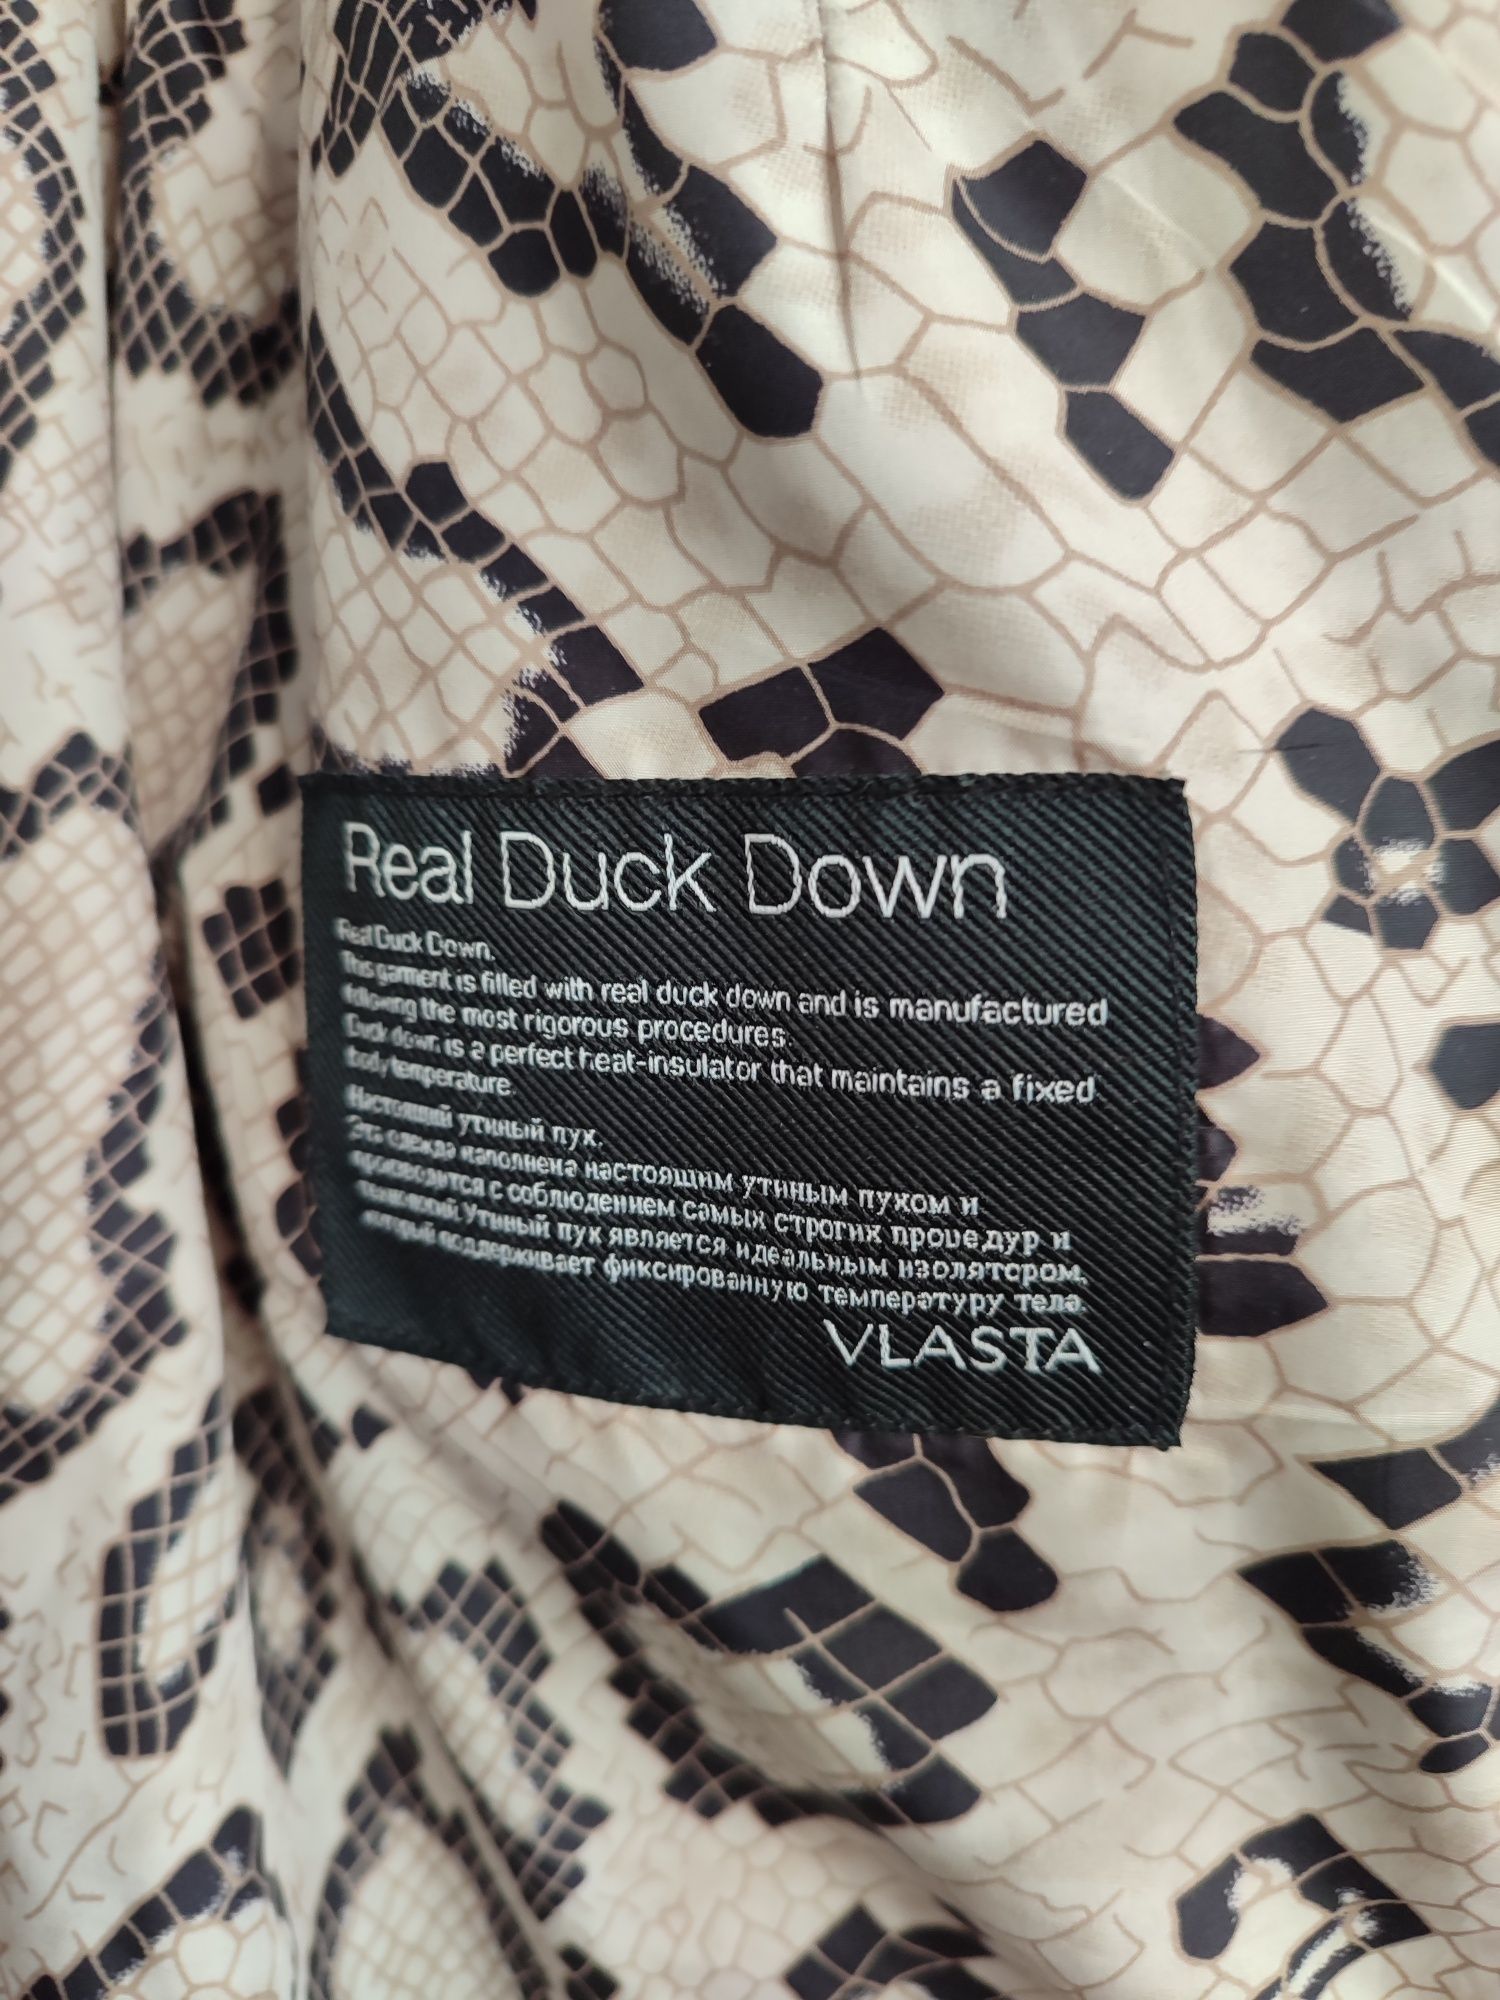 Real Duck Down
Real Duck Down.
This garment is filled with real duck down and is manufactured
following the most rigorous procedures.
Duck down is a perfect heat-insulator that maintains a fixed
body temperature.
Настоящий утиный пух.
Эта одежда наполнена настоящим утиным пухом и
производится с соблюдением самых строгих процедур и
технологий. Утиный пух является идеальным изолятором,
который поддерживает фиксированную температуру тела.
VLASTA